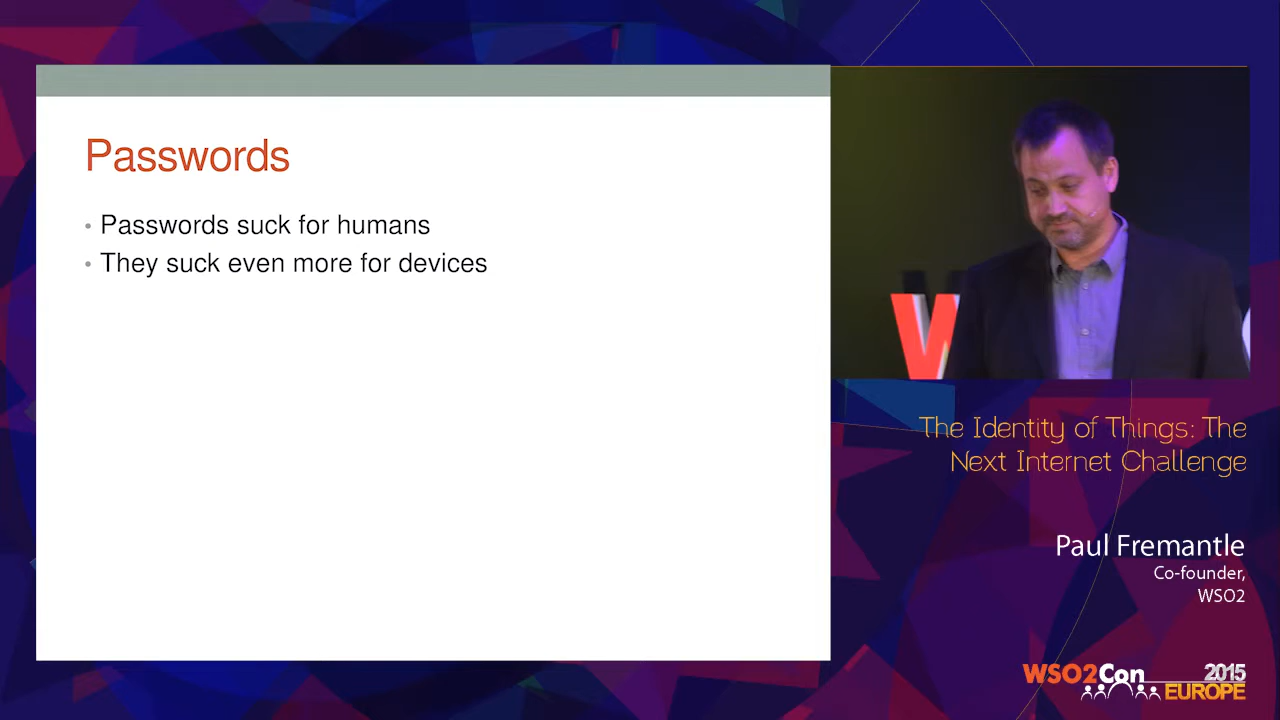 Passwords
• Passwords suck for humans
• They suck even more for devices
W
The Identity of Things: The
Next Internet Challenge
Paul Fremantle
Co-founder,
WSO2
WSO2Con 2015
EUROPE